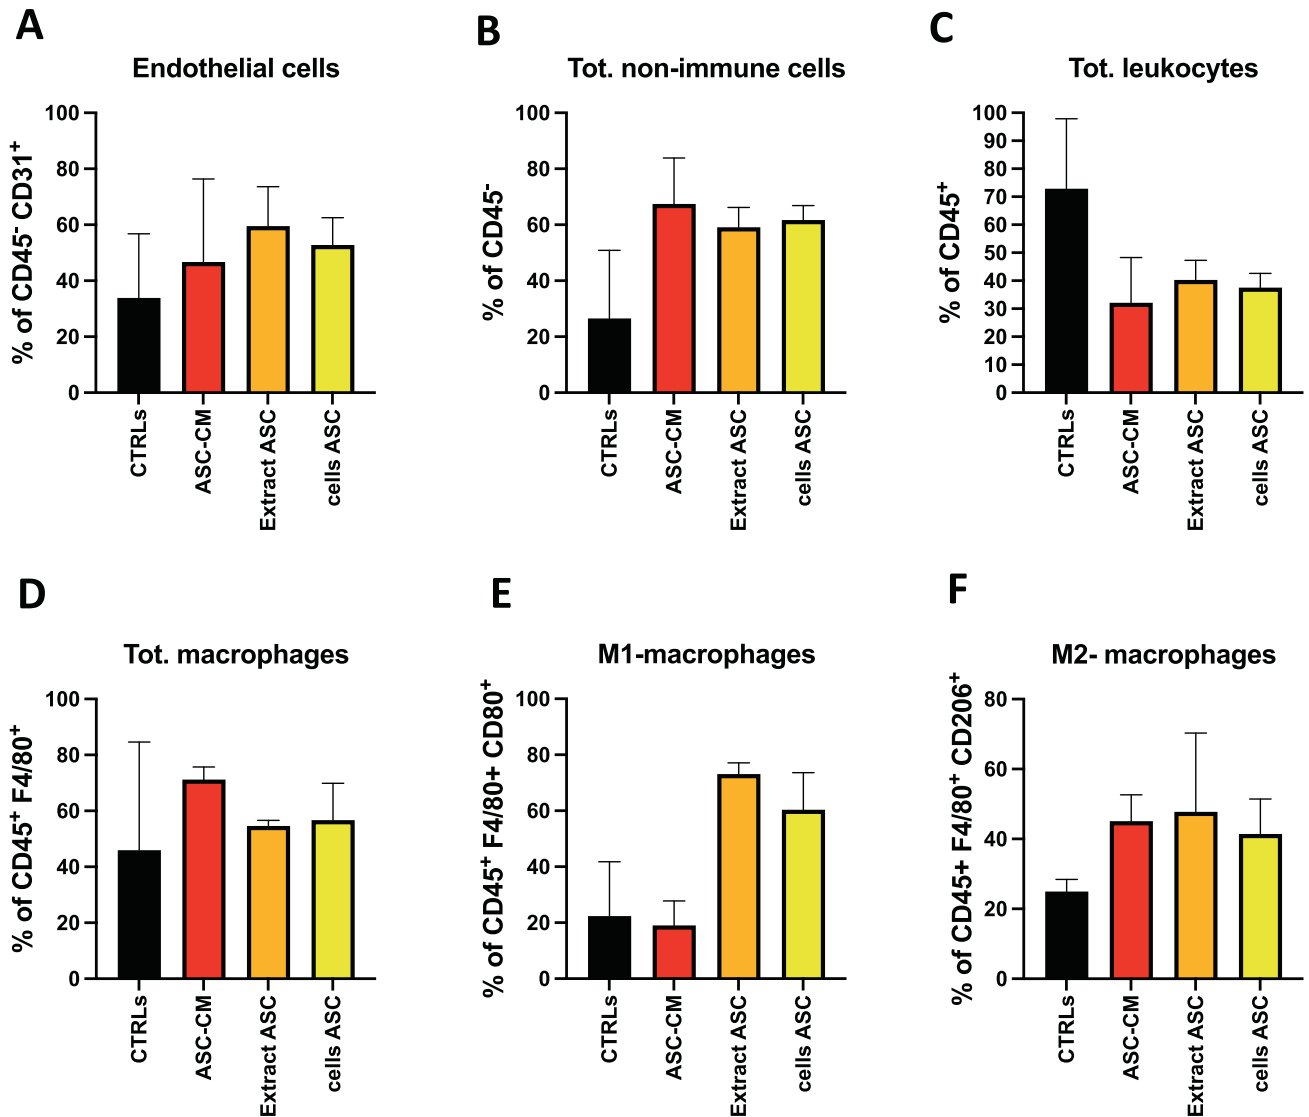 A
Endothelial cells
% of CD45⁻ CD31⁺
100
80
60
40
20
0
CTRLs
ASC-CM
Extract ASC
cells ASC
B
Tot. non-immune cells
% of CD45⁻
100
80
60
40
20
0
CTRLs
ASC-CM
Extract ASC
cells ASC
C
Tot. leukocytes
% of CD45⁺
100
90
80
70
60
50
40
30
20
10
0
CTRLs
ASC-CM
Extract ASC
cells ASC
D
Tot. macrophages
% of CD45⁺ F4/80⁺
100
80
60
40
20
0
CTRLs
ASC-CM
Extract ASC
cells ASC
E
M1-macrophages
% of CD45⁺ F4/80+ CD80⁺
100
80
60
40
20
0
CTRLs
ASC-CM
Extract ASC
cells ASC
F
M2- macrophages
% of CD45+ F4/80⁺ CD206⁺
80
60
40
20
0
CTRLs
ASC-CM
Extract ASC
cells ASC